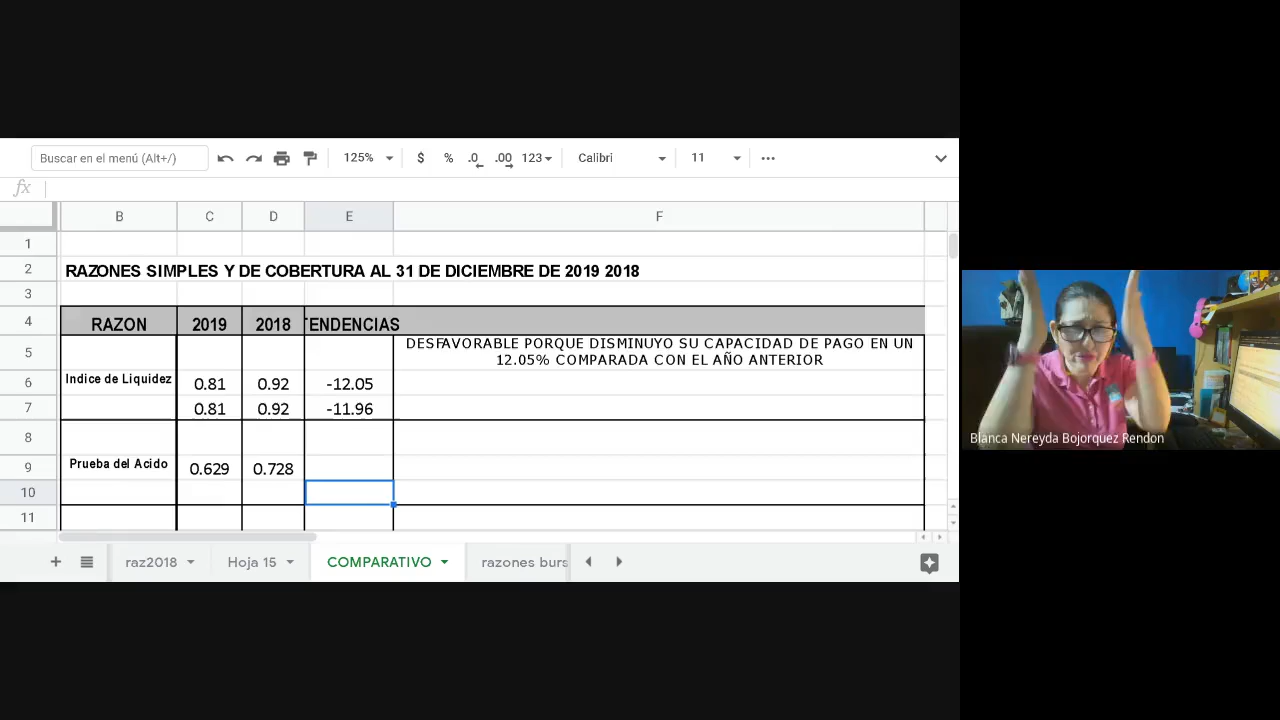 Buscar en el menú (Alt+/)
125%
$ % .0 .00 123
Calibri
11
fx
B C D E F
1
2 RAZONES SIMPLES Y DE COBERTURA AL 31 DE DICIEMBRE DE 2019 2018
3
4 RAZON 2019 2018 TENDENCIAS
5 DESFAVORABLE PORQUE DISMINUYO SU CAPACIDAD DE PAGO EN UN
12.05% COMPARADA CON EL AÑO ANTERIOR
6 Indice de Liquidez 0.81 0.92 -12.05
7 0.81 0.92 -11.96
8
9 Prueba del Acido 0.629 0.728
10
11
raz2018 Hoja 15 COMPARATIVO razones burs
Blanca Nereyda Bojorquez Rendon